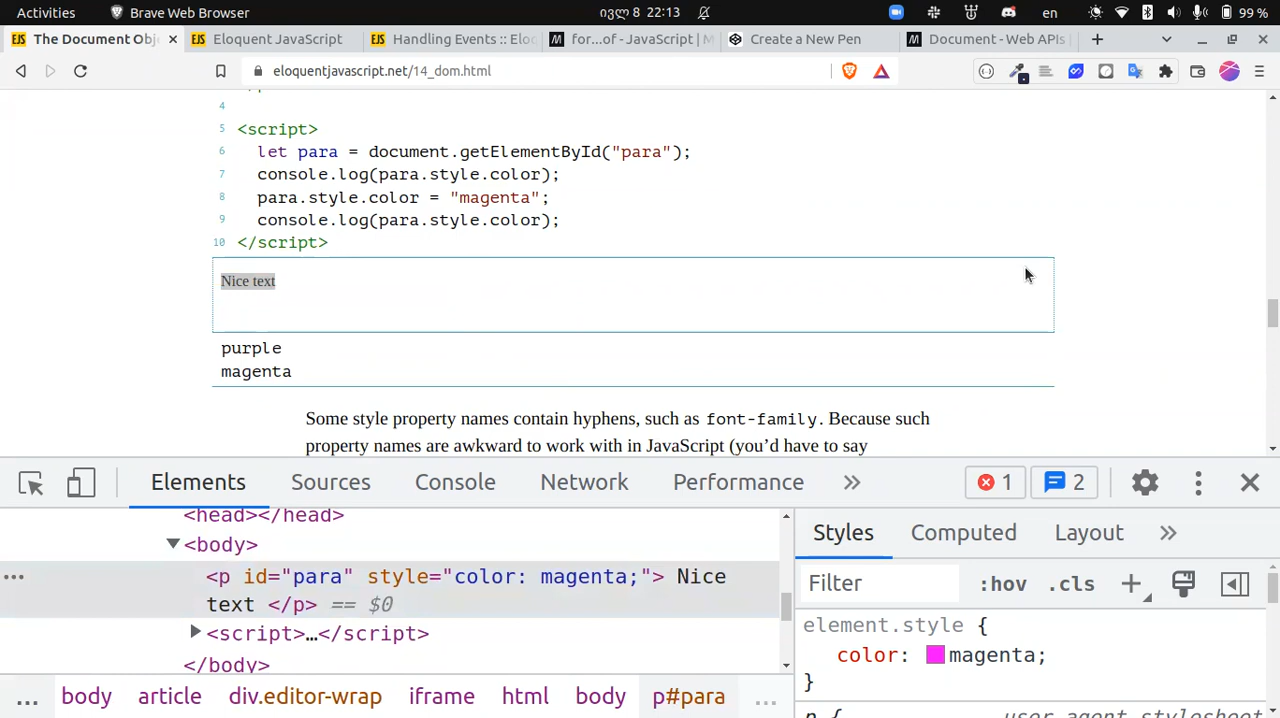 Activities Brave Web Browser ივლ 8 22:13 en 99 %
The Document Obj Eloquent JavaScript Handling Events :: Elo for...of - JavaScript | M Create a New Pen Document - Web APIs |
eloquentjavascript.net/14_dom.html
4
5 <script>
6 let para = document.getElementById("para");
7 console.log(para.style.color);
8 para.style.color = "magenta";
9 console.log(para.style.color);
10 </script>
Nice text
purple
magenta
Some style property names contain hyphens, such as font-family. Because such
property names are awkward to work with in JavaScript (you'd have to say
Elements Sources Console Network Performance » 1 2
<head></head>
<body>
<p id="para" style="color: magenta;"> Nice
text </p> == $0
<script>…</script>
</body>
Styles Computed Layout »
Filter :hov .cls
element.style {
color: magenta;
}
p { user agent stylesheet
... body article div.editor-wrap iframe html body p#para ...